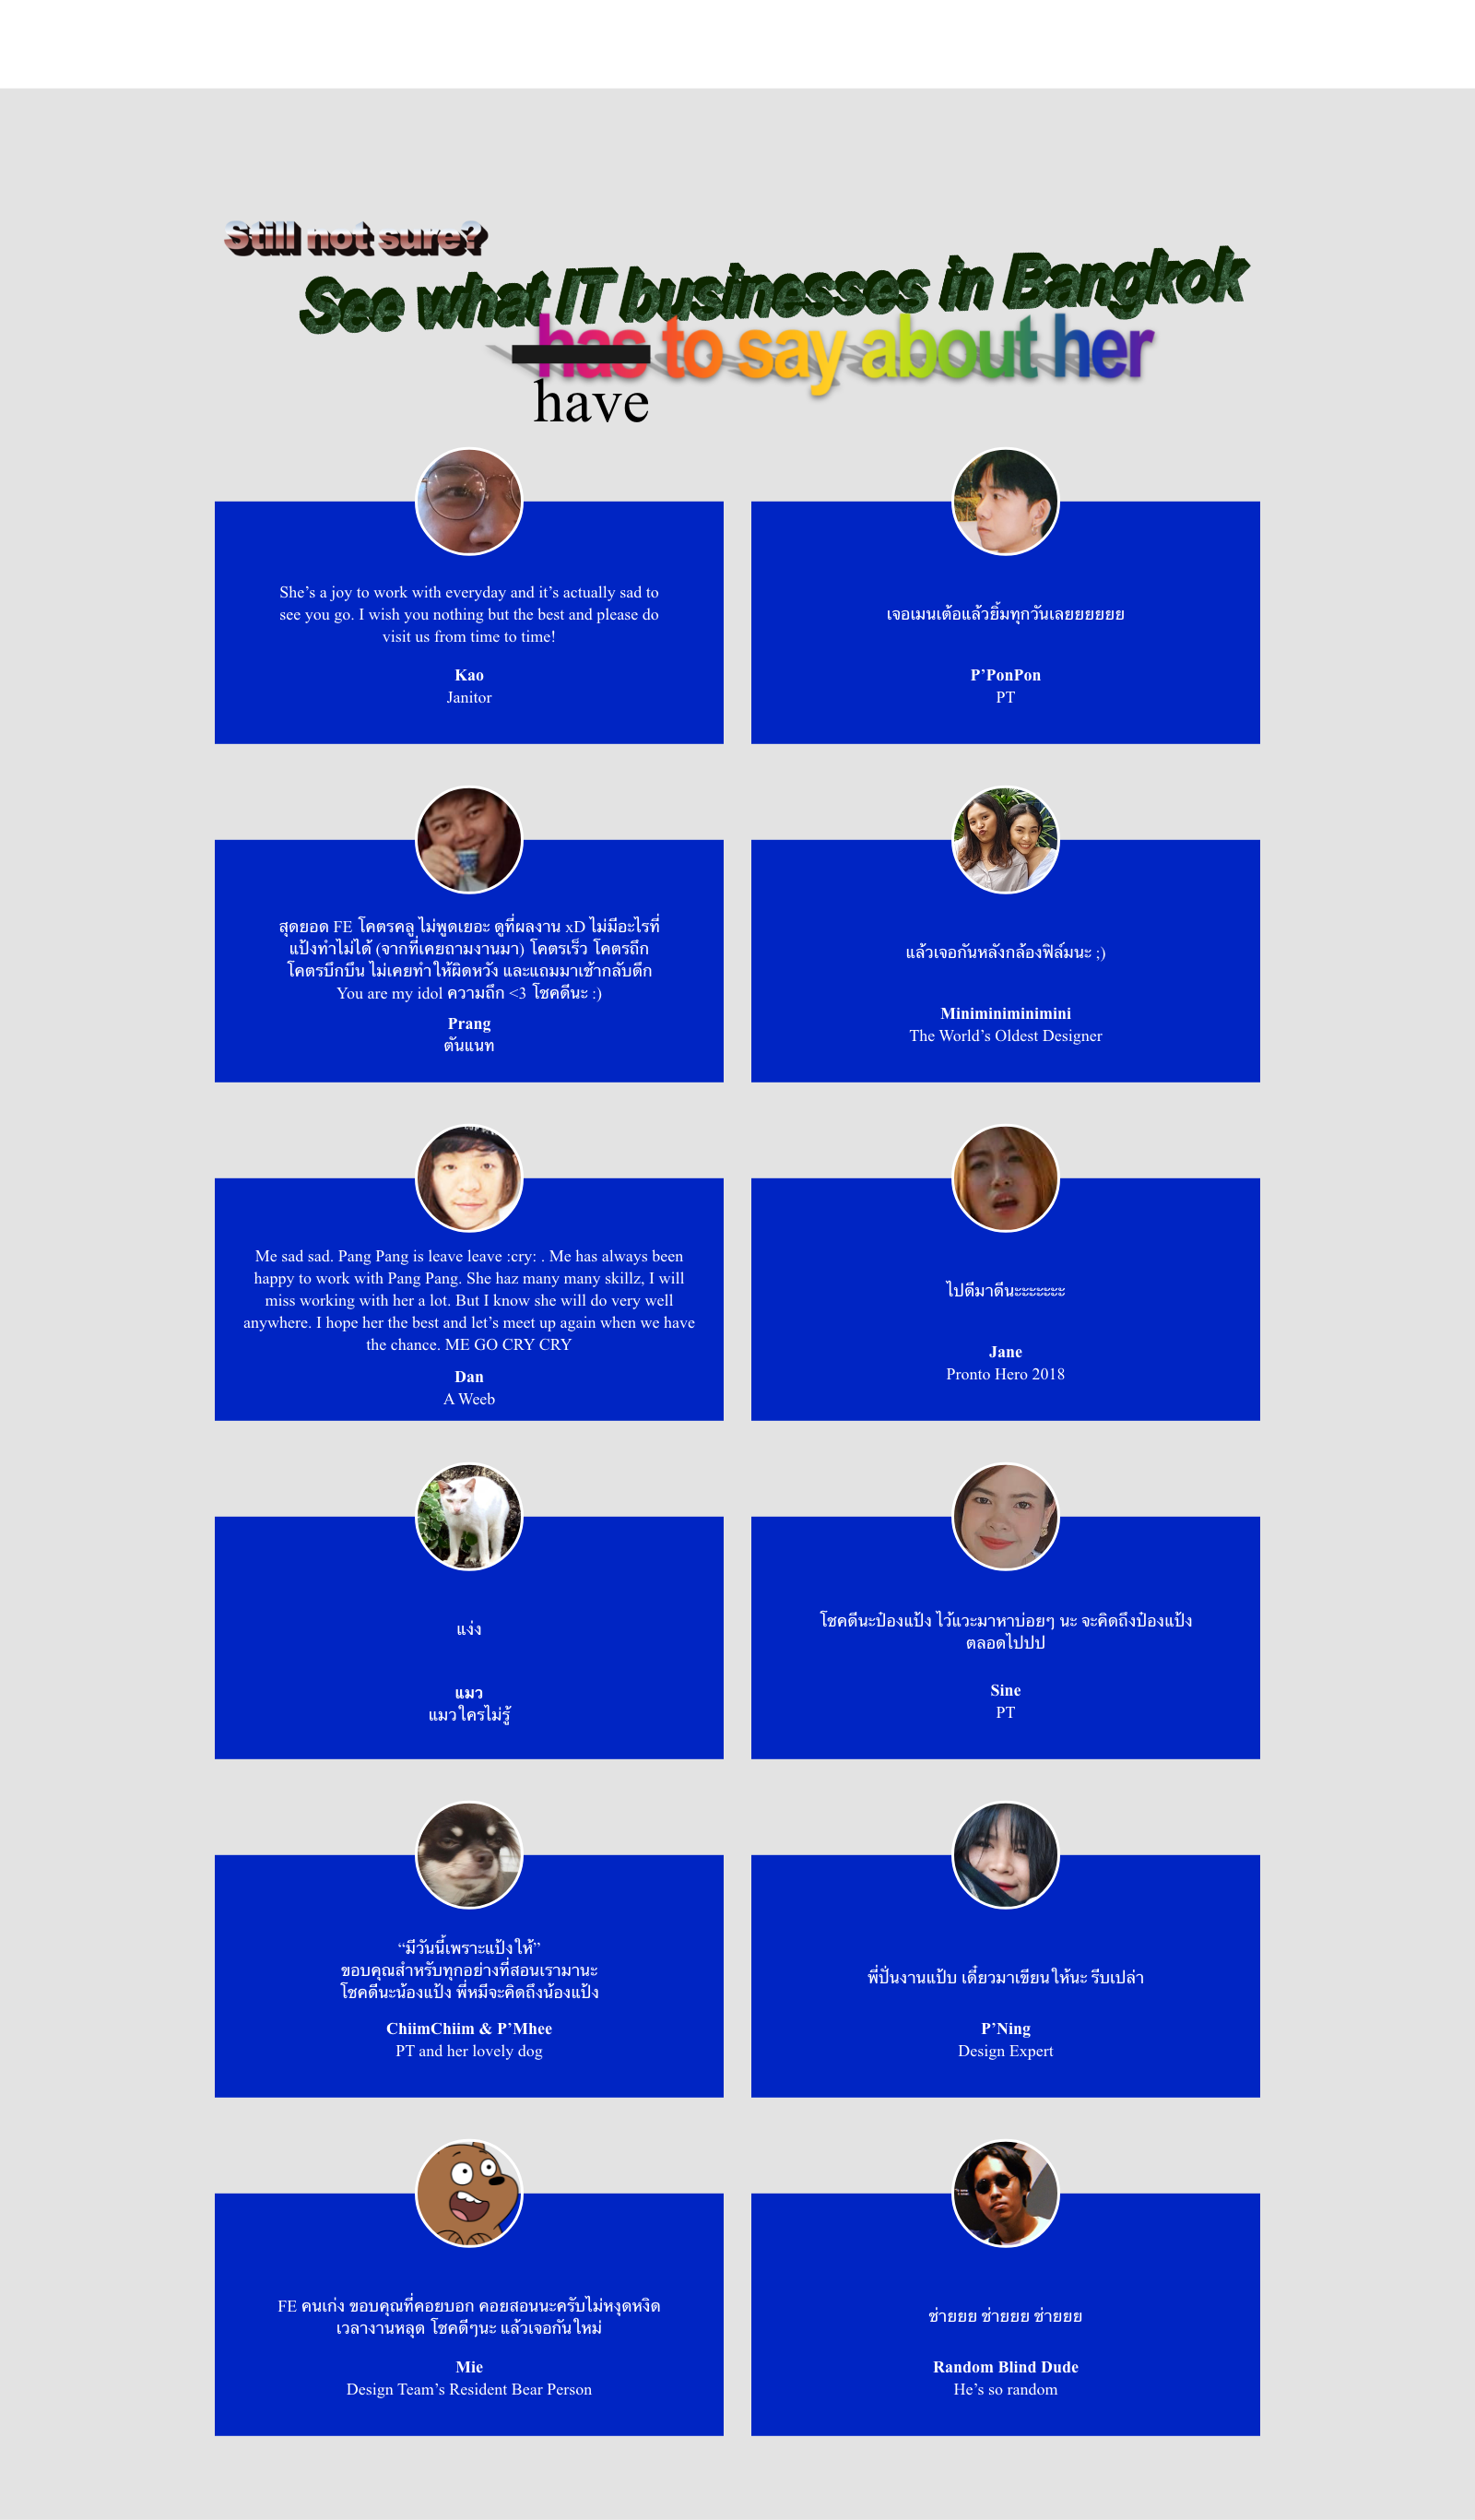 Still not sure?
See what IT businesses in Bangkok
has to say about her
have
She’s a joy to work with everyday and it’s actually sad to
see you go. I wish you nothing but the best and please do
visit us from time to time!
Kao
Janitor
เจอเมนเต้อแล้วยิ้มทุกวันเลยยยยยย
P’PonPon
PT
สุดยอด FE โคตรคลู ไม่พูดเยอะ ดูที่ผลงาน xD ไม่มีอะไรที่
แป้งทำไม่ได้ (จากที่เคยถามงานมา) โคตรเร็ว โคตรถึก
โคตรบึกบึน ไม่เคยทำให้ผิดหวัง และแถมมาเช้ากลับดึก
You are my idol ความถึก <3 โชคดีนะ :)
Prang
ตันแนท
แล้วเจอกันหลังกล้องฟิล์มนะ ;)
Miniminiminimini
The World’s Oldest Designer
Me sad sad. Pang Pang is leave leave :cry: . Me has always been
happy to work with Pang Pang. She haz many many skillz, I will
miss working with her a lot. But I know she will do very well
anywhere. I hope her the best and let’s meet up again when we have
the chance. ME GO CRY CRY
Dan
A Weeb
ไปดีมาดีนะะะะะะะ
Jane
Pronto Hero 2018
แง่ง
แมว
แมวใครไม่รู้
โชคดีนะป๋องแป้ง ไว้แวะมาหาบ่อยๆ นะ จะคิดถึงป๋องแป้ง
ตลอดไปปป
Sine
PT
“มีวันนี้เพราะแป้งให้”
ขอบคุณสำหรับทุกอย่างที่สอนเรามานะ
โชคดีนะน้องแป้ง พี่หมีจะคิดถึงน้องแป้ง
ChiimChiim & P’Mhee
PT and her lovely dog
พี่ปั่นงานแป้บ เดี๋ยวมาเขียนให้นะ รีบเปล่า
P’Ning
Design Expert
FE คนเก่ง ขอบคุณที่คอยบอก คอยสอนนะครับไม่หงุดหงิด
เวลางานหลุด โชคดีๆนะ แล้วเจอกันใหม่
Mie
Design Team’s Resident Bear Person
ช่ายยย ช่ายยย ช่ายยย
Random Blind Dude
He’s so random